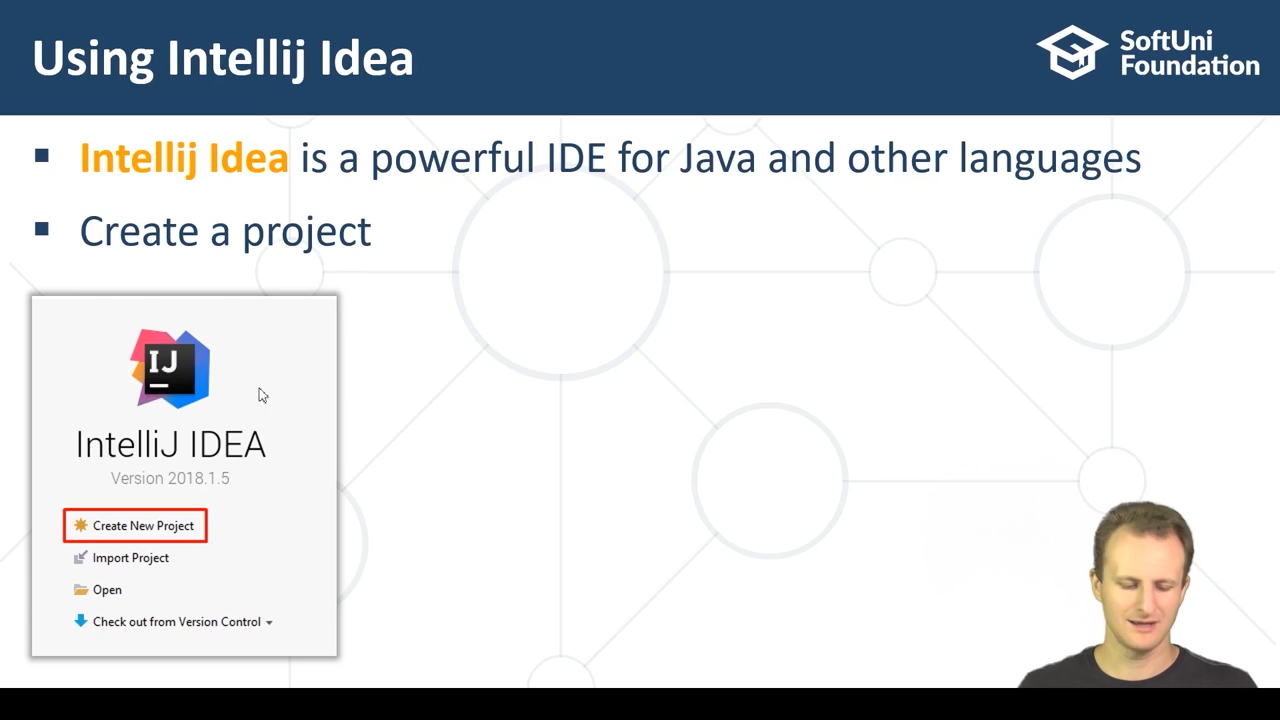 Using Intellij Idea
SoftUni
Foundation
Intellij Idea is a powerful IDE for Java and other languages
Create a project
IJ
IntelliJ IDEA
Version 2018.1.5
Create New Project
Import Project
Open
Check out from Version Control